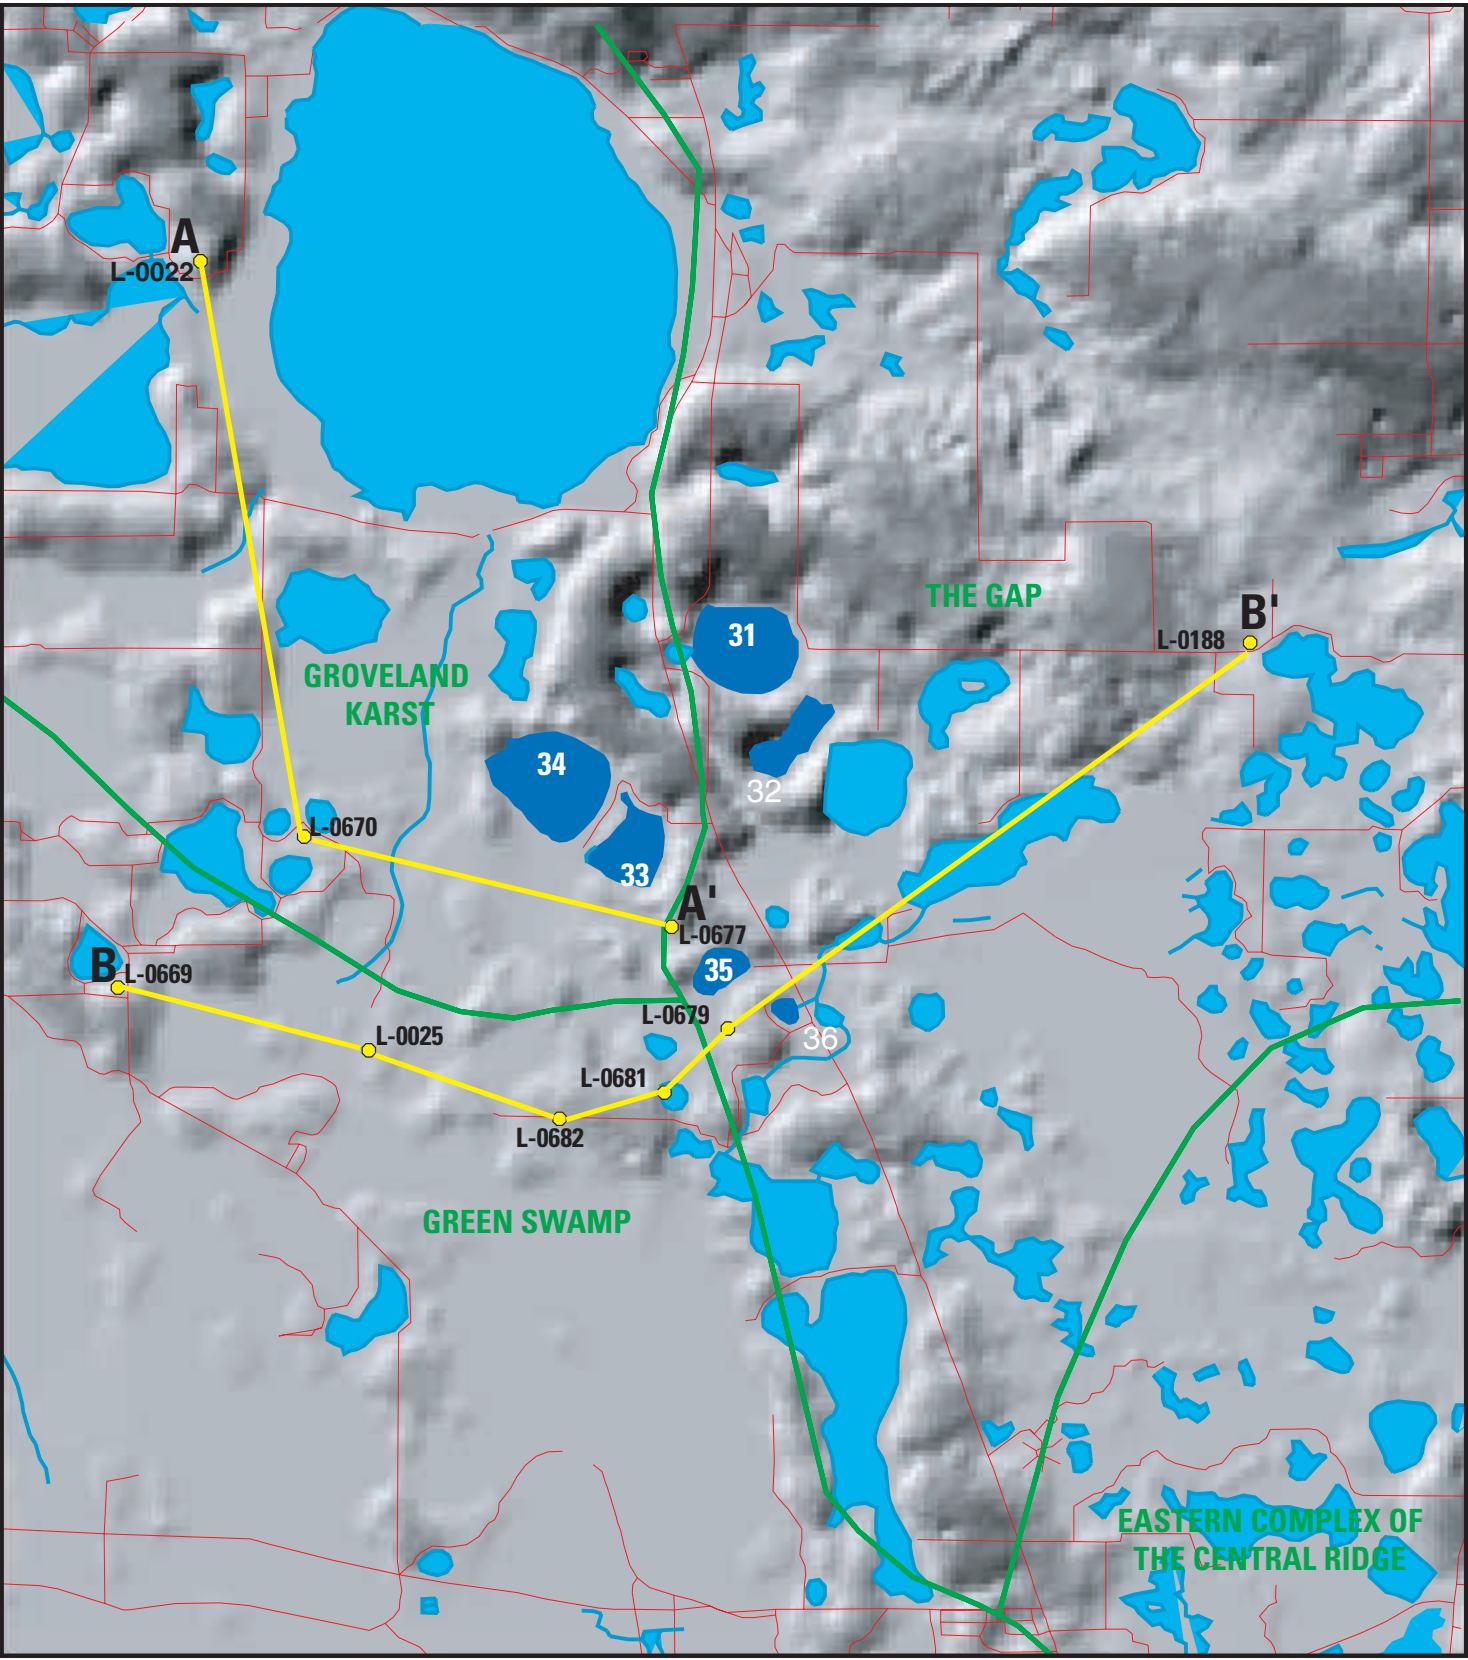 A
L-0022
THE GAP
B'
L-0188
31
GROVELAND
KARST
34
32
L-0670
33
A'
L-0677
B
L-0669
35
L-0679
L-0025
36
L-0681
L-0682
GREEN SWAMP
EASTERN COMPLEX OF
THE CENTRAL RIDGE